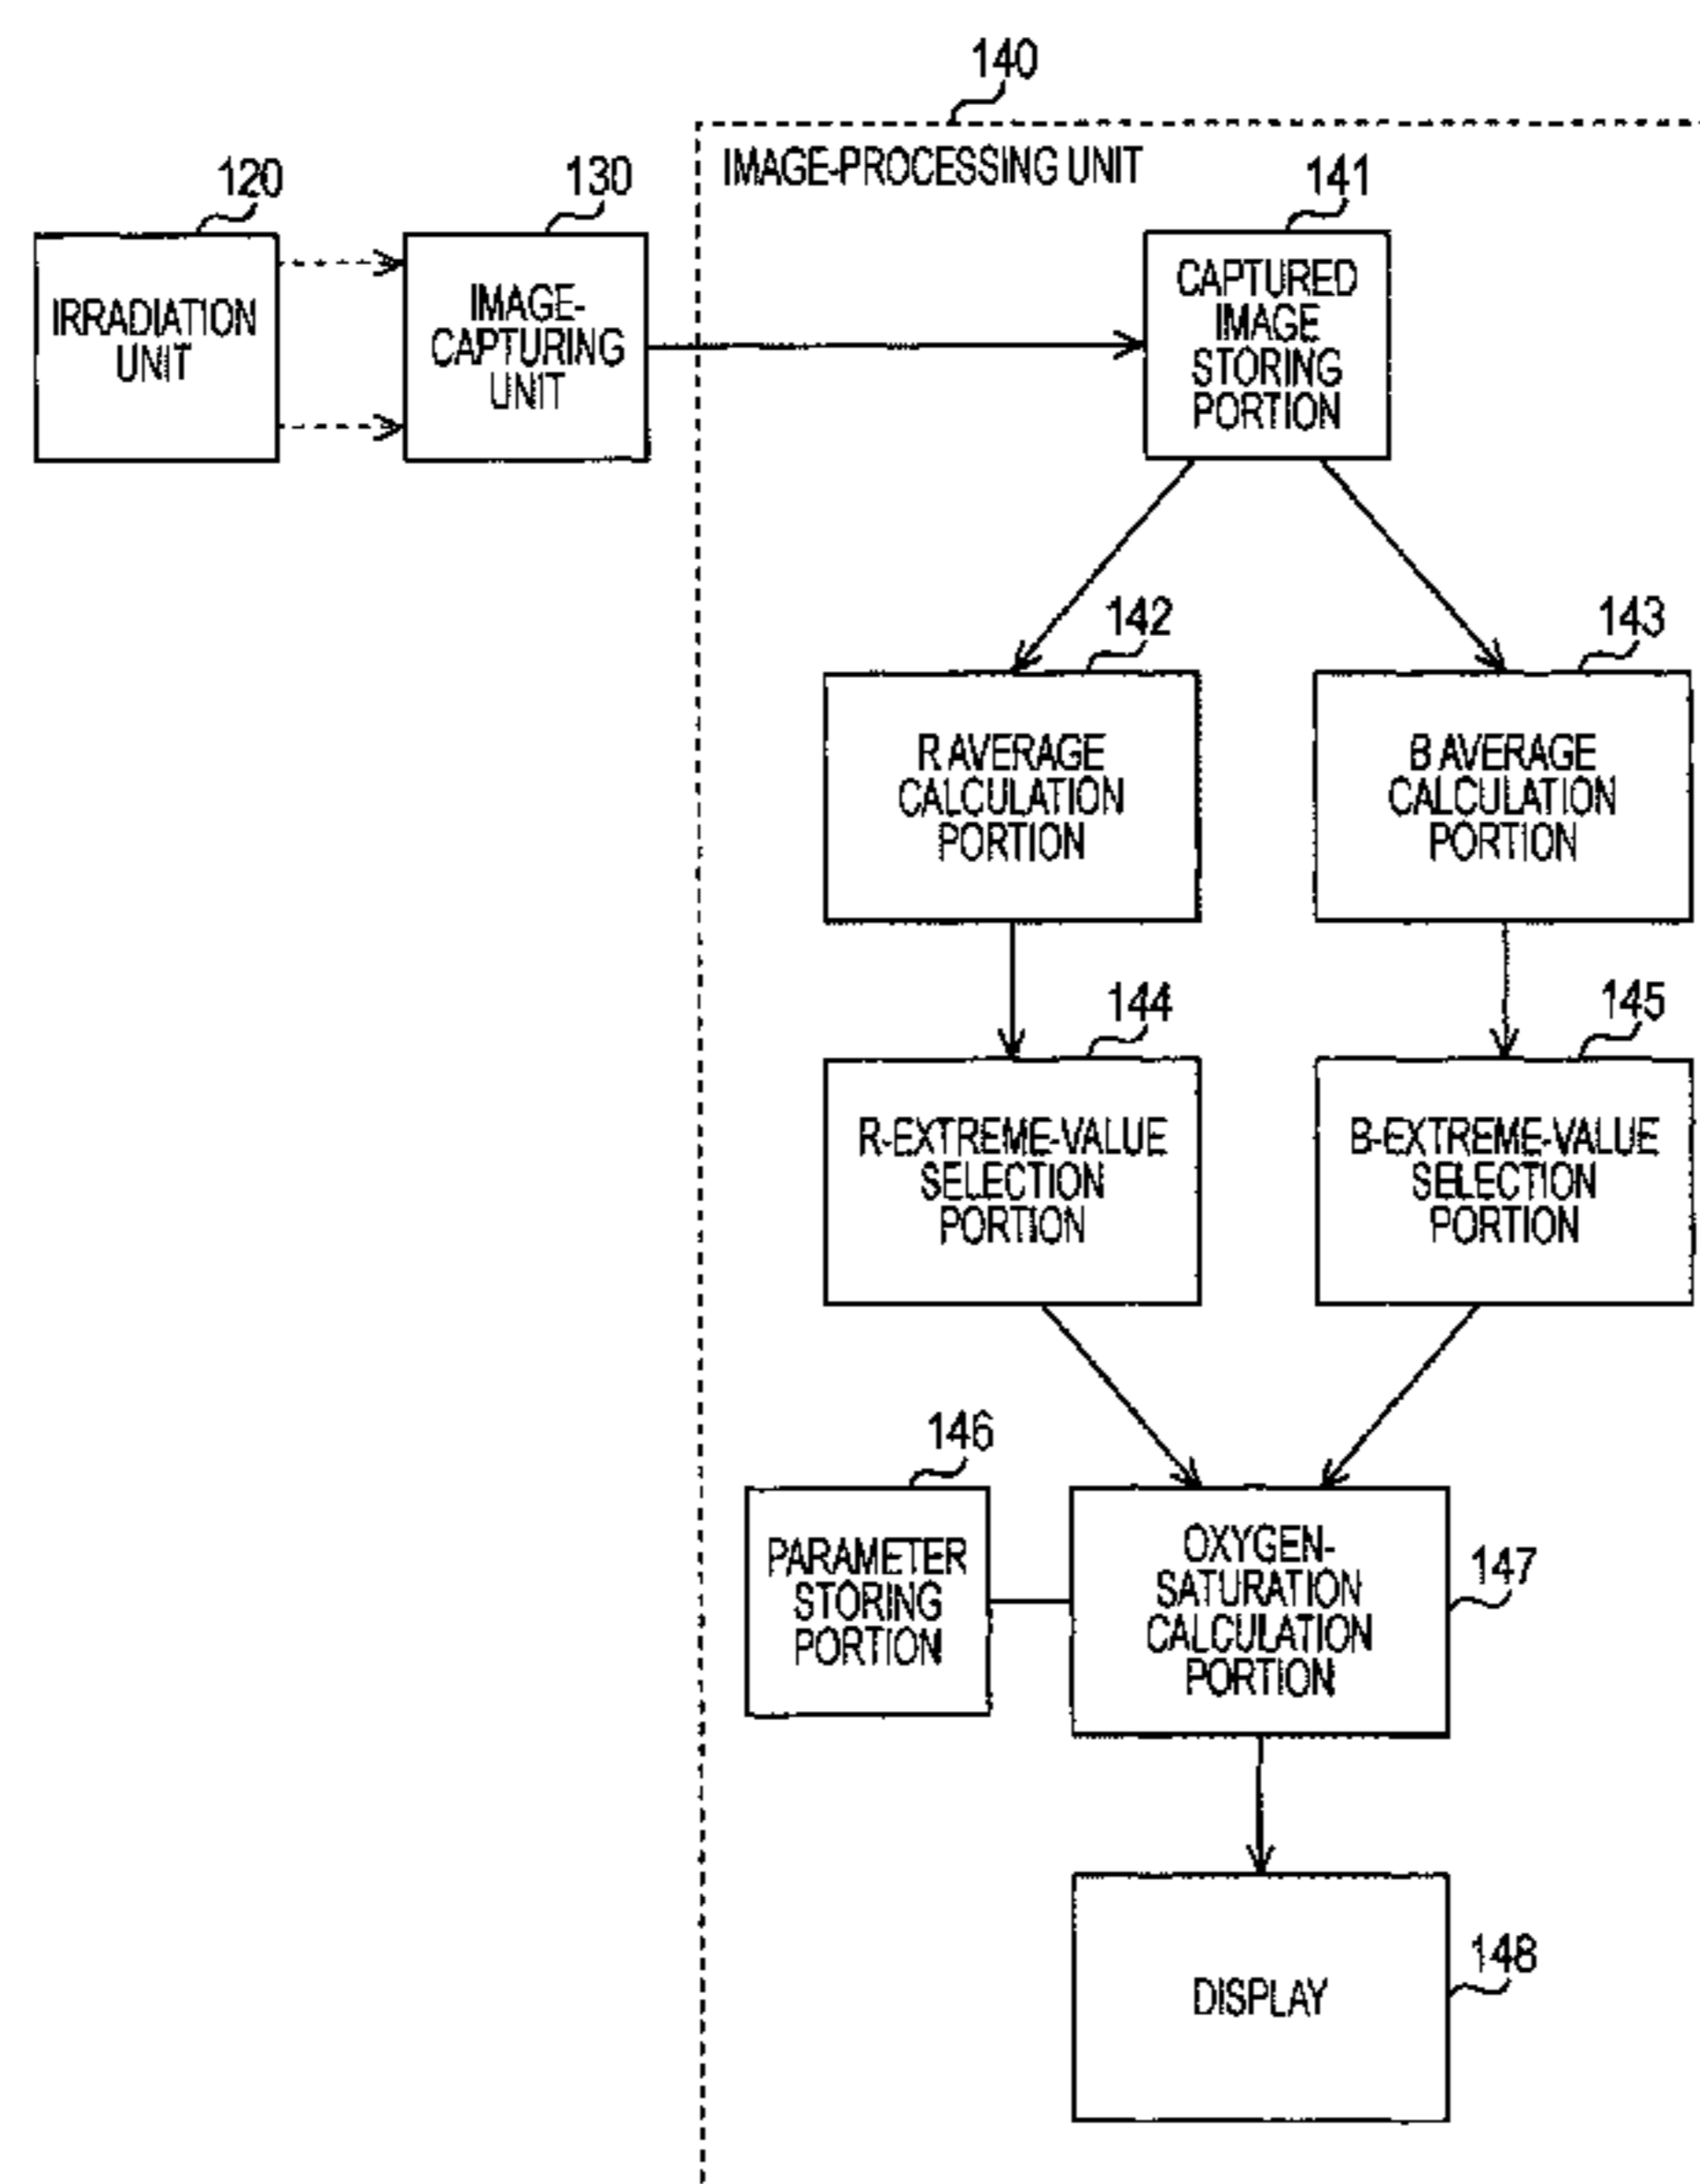 140
IMAGE-PROCESSING UNIT
120
130
141
IRRADIATION
UNIT
IMAGE-
CAPTURING
UNIT
CAPTURED
IMAGE
STORING
PORTION
142
143
R AVERAGE
CALCULATION
PORTION
B AVERAGE
CALCULATION
PORTION
144
145
R-EXTREME-VALUE
SELECTION
PORTION
B-EXTREME-VALUE
SELECTION
PORTION
146
PARAMETER
STORING
PORTION
OXYGEN-
SATURATION
CALCULATION
PORTION
147
DISPLAY
148